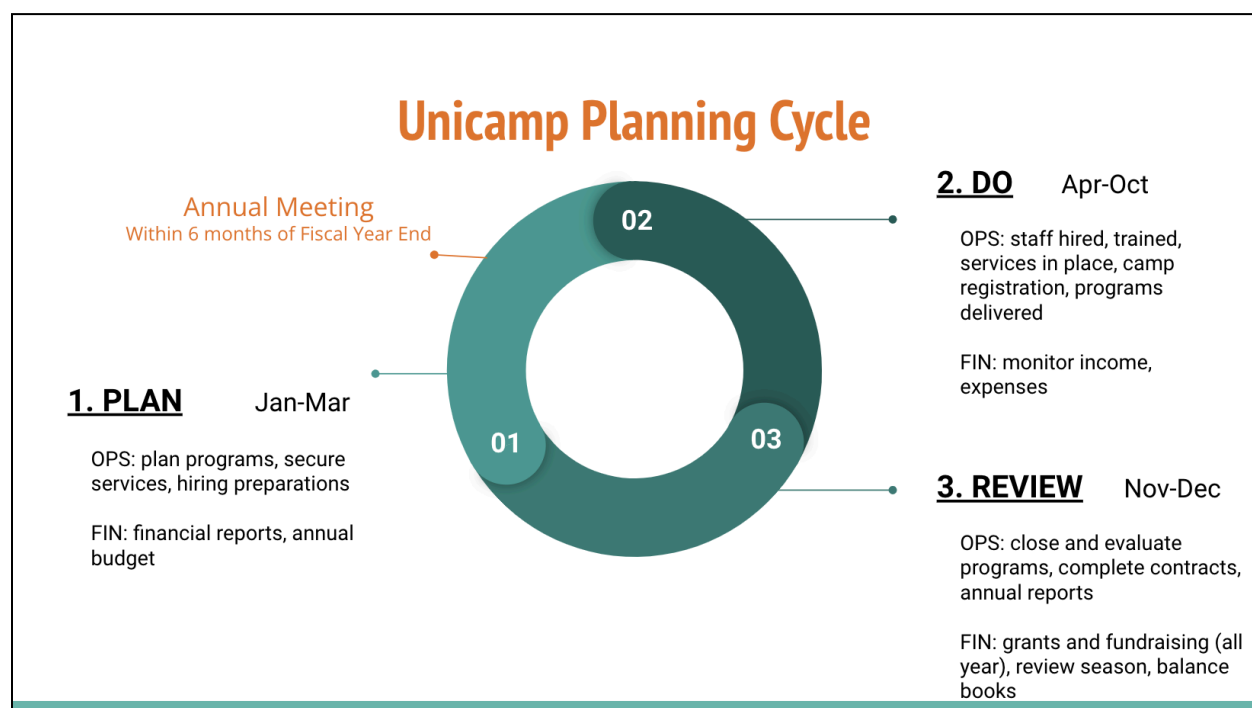 Unicamp Planning Cycle
Annual Meeting
Within 6 months of Fiscal Year End
01
02
03
1. PLAN Jan-Mar
OPS: plan programs, secure
services, hiring preparations
FIN: financial reports, annual
budget
2. DO Apr-Oct
OPS: staff hired, trained,
services in place, camp
registration, programs
delivered
FIN: monitor income,
expenses
3. REVIEW Nov-Dec
OPS: close and evaluate
programs, complete contracts,
annual reports
FIN: grants and fundraising (all
year), review season, balance
books